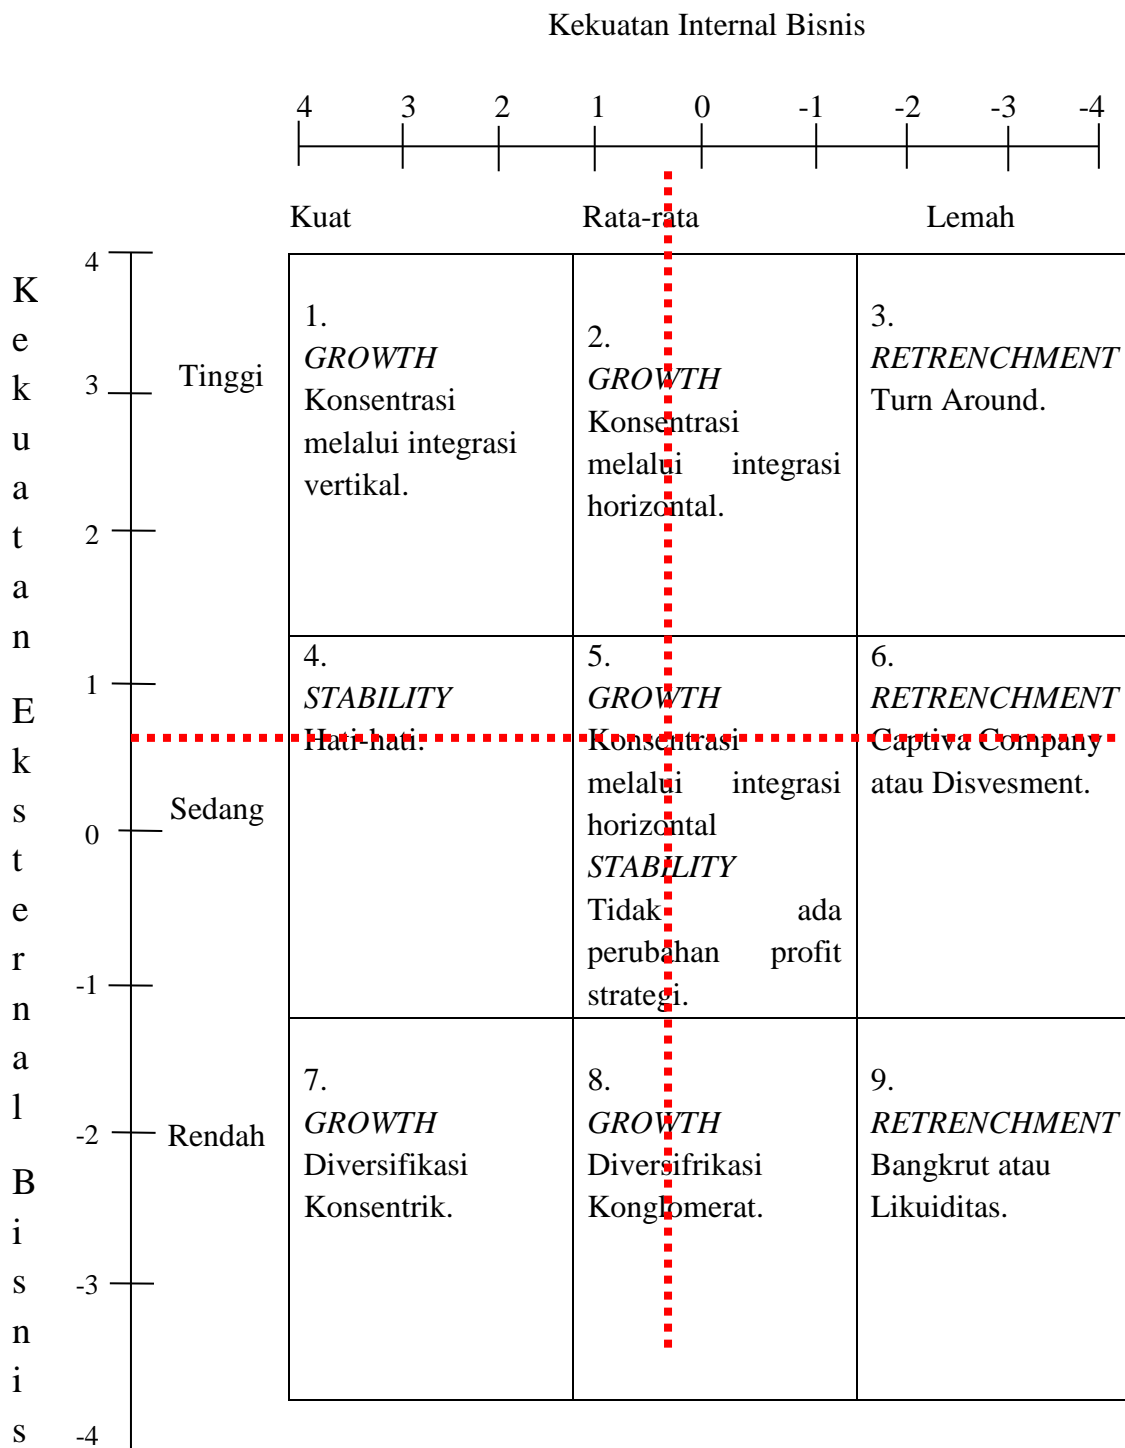 Kekuatan Internal Bisnis
4 3 2 1 0 -1 -2 -3 -4
Kuat Rata-rata Lemah
Kekuatan Eksternal Bisnis
4
3
2
1
0
-1
-2
-3
-4
Tinggi
Sedang
Rendah
1.
GROWTH
Konsentrasi
melalui integrasi
vertikal.
2.
GROWTH
Konsentrasi
melalui integrasi
horizontal.
3.
RETRENCHMENT
Turn Around.
4.
STABILITY
Hati-hati.
5.
GROWTH
Konsentrasi
melalui integrasi
horizontal
STABILITY
Tidak ada
perubahan profit
strategi.
6.
RETRENCHMENT
Captiva Company
atau Disvesment.
7.
GROWTH
Diversifikasi
Konsentrik.
8.
GROWTH
Diversifrikasi
Konglomerat.
9.
RETRENCHMENT
Bangkrut atau
Likuiditas.